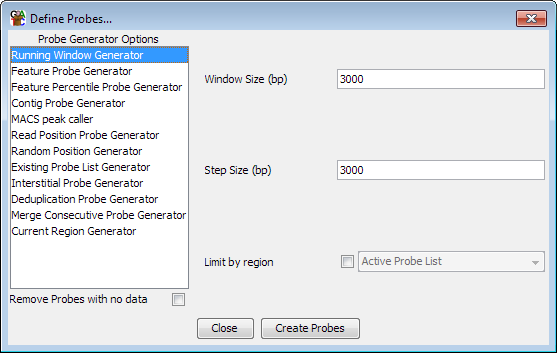 Define Probes...
Probe Generator Options
Running Window Generator
Feature Probe Generator
Feature Percentile Probe Generator
Contig Probe Generator
MACS peak caller
Read Position Probe Generator
Random Position Generator
Existing Probe List Generator
Interstitial Probe Generator
Deduplication Probe Generator
Merge Consecutive Probe Generator
Current Region Generator
Remove Probes with no data
Window Size (bp)
3000
Step Size (bp)
3000
Limit by region
Active Probe List
Close
Create Probes